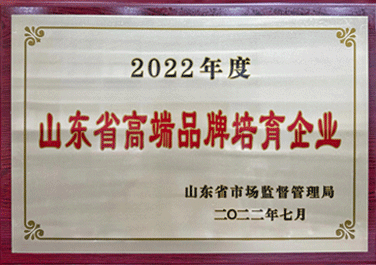 2022年度
山东省高端品牌培育企业
山东省市场监督管理局
二〇二二年七月